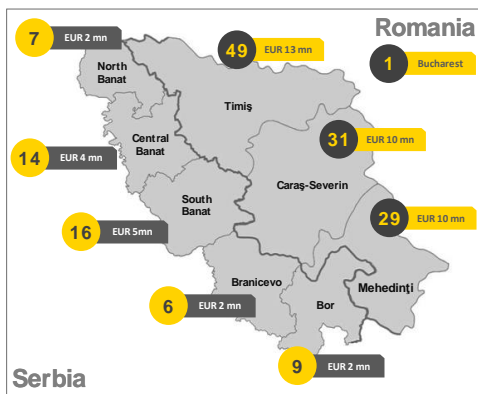 Romania
7 EUR 2 mn
49 EUR 13 mn
1 Bucharest
North
Banat
Timiş
31 EUR 10 mn
Central
Banat
14 EUR 4 mn
Caraş-Severin
South
Banat
29 EUR 10 mn
16 EUR 5mn
Branicevo
Mehedinţi
6 EUR 2 mn
Bor
9 EUR 2 mn
Serbia